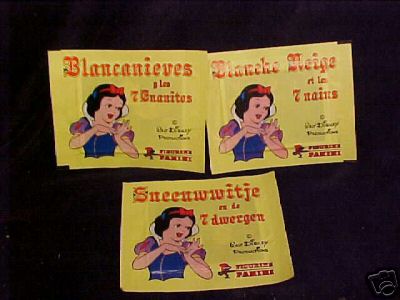 Blancanieves
y los
7 Enanitos
©
Walt Disney
Productions
FIGURINE
PANINI
Blanche Neige
et les
7 nains
©
Walt Disney
Productions
FIGURINE
PANINI
Sneeuwwitje
en de
7 dwergen
©
Walt Disney
Productions
FIGURINE
PANINI
ebY